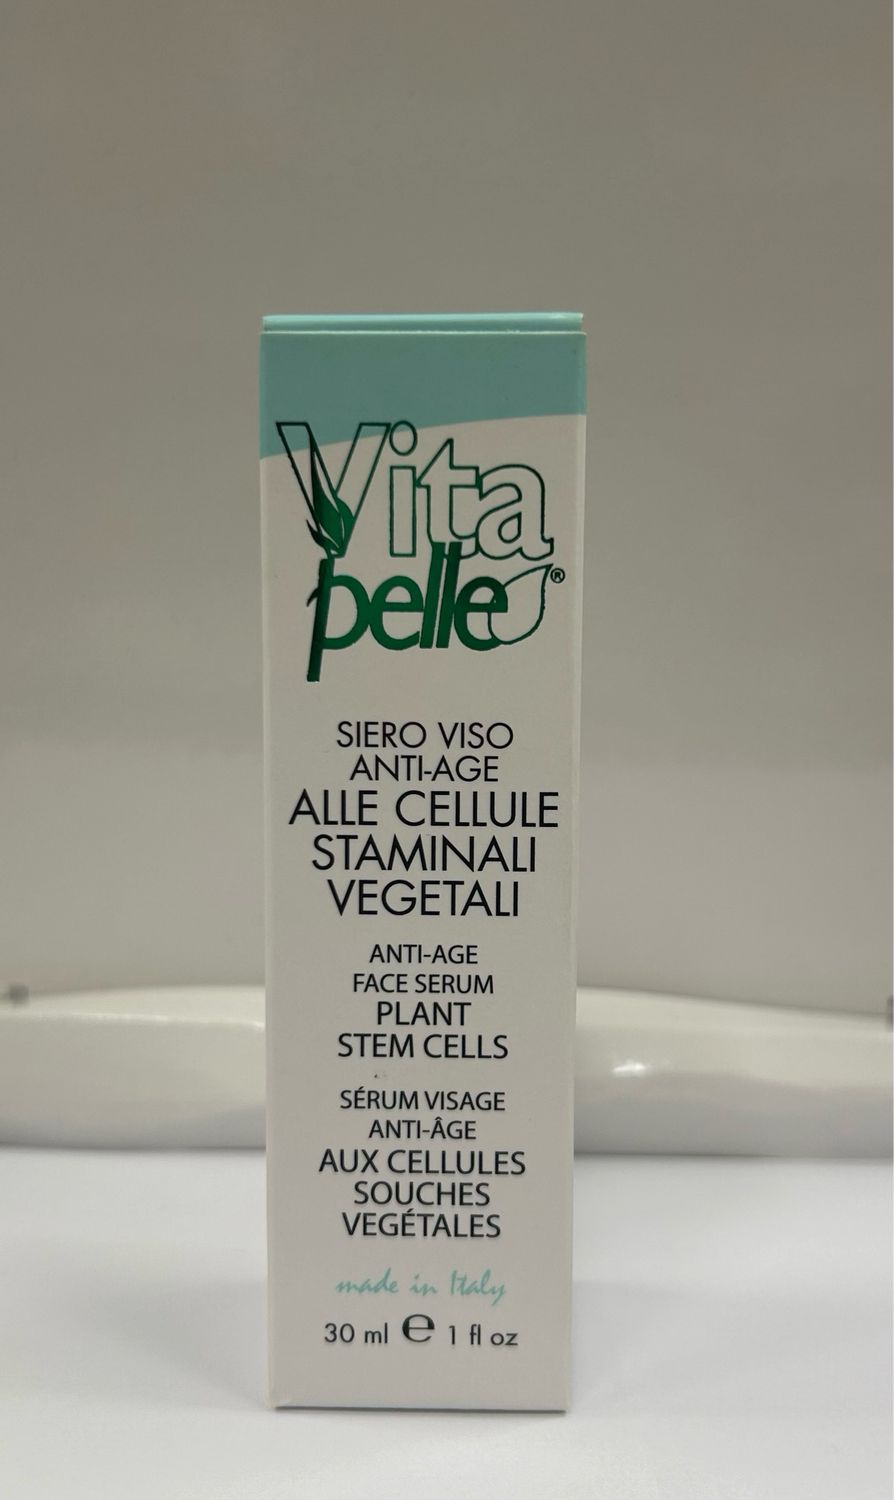 Vita
pelle®
SIERO VISO
ANTI-AGE
ALLE CELLULE
STAMINALI
VEGETALI
ANTI-AGE
FACE SERUM
PLANT
STEM CELLS
SÉRUM VISAGE
ANTI-ÂGE
AUX CELLULES
SOUCHES
VEGÉTALES
made in Italy
30 ml ℮ 1 fl oz